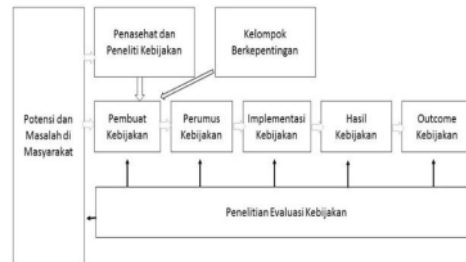 Penasehat dan
Peneliti Kebijakan
Kelompok
Berkepentingan
Potensi dan
Masalah di
Masyarakat
Pembuat
Kebijakan
Perumus
Kebijakan
Implementasi
Kebijakan
Hasil
Kebijakan
Outcome
Kebijakan
Penelitian Evaluasi Kebijakan